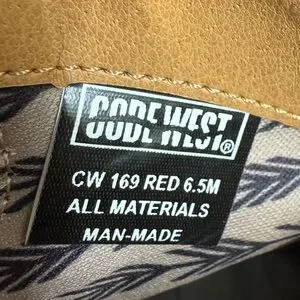 CODE WEST®
CW 169 RED 6.5M
ALL MATERIALS
MAN-MADE